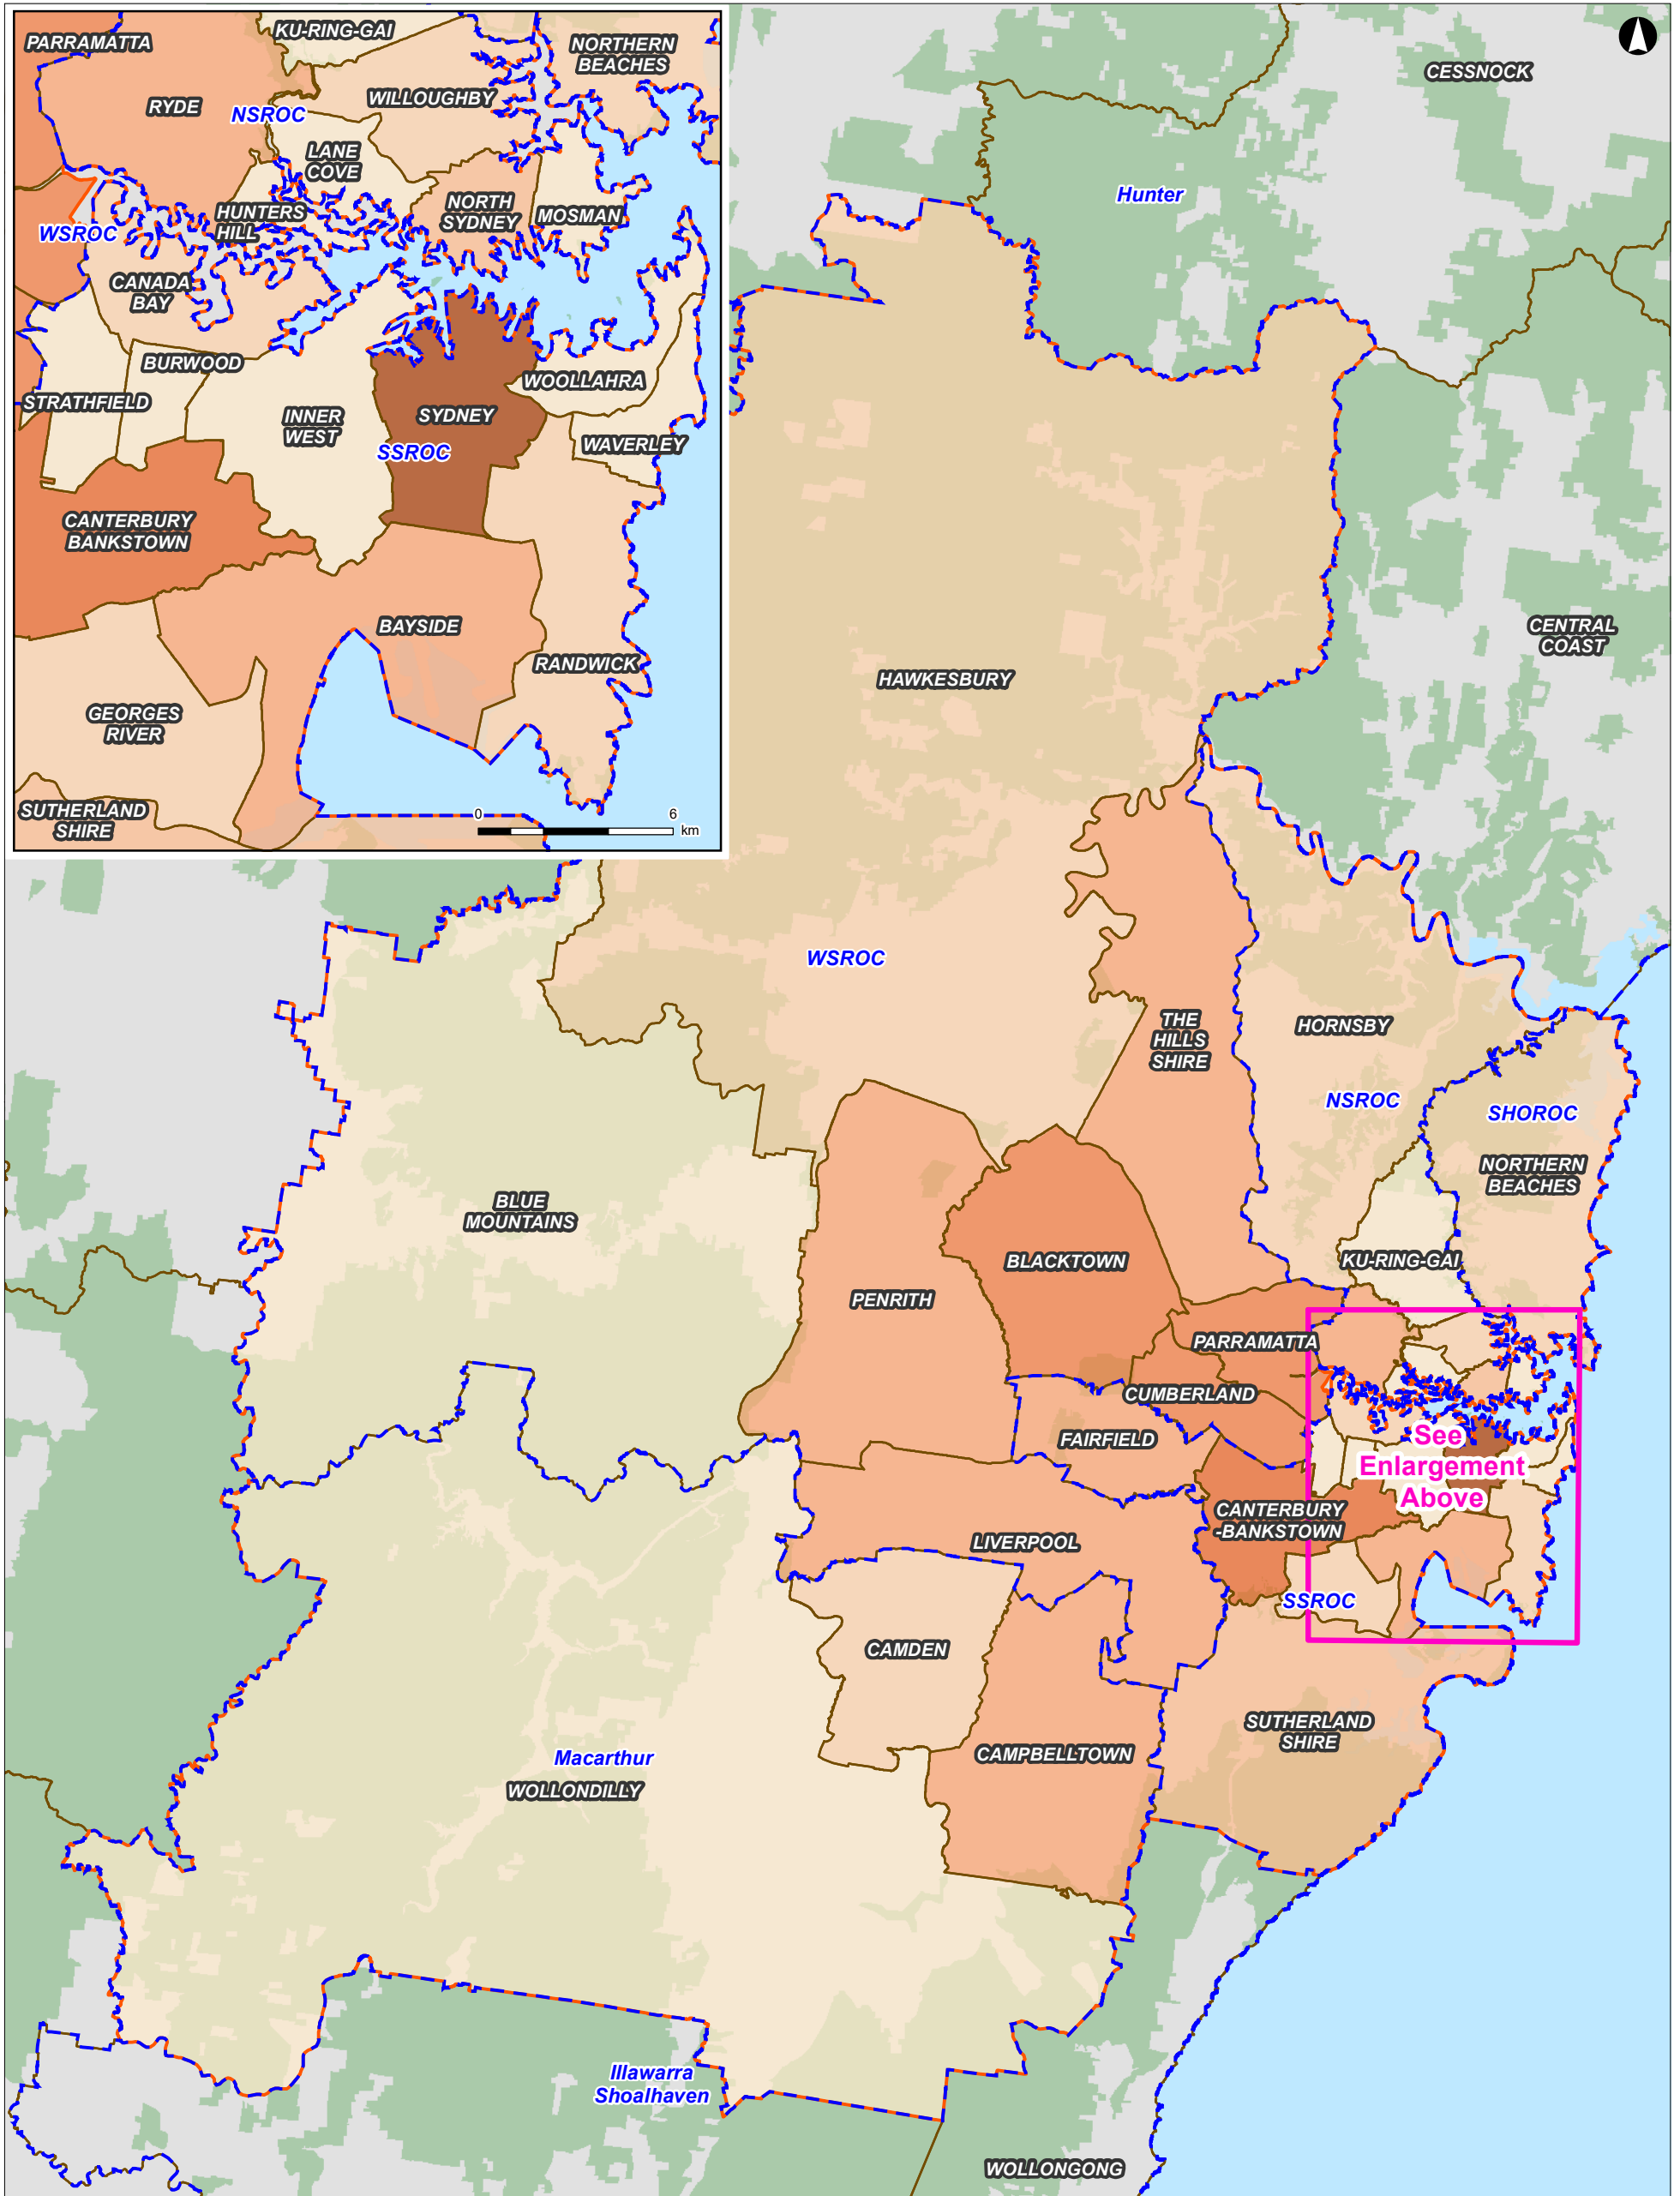 PARRAMATTA
KU-RING-GAI
NORTHERN
BEACHES
RYDE
NSROC
WILLOUGHBY
LANE
COVE
HUNTERS
HILL
NORTH
SYDNEY
MOSMAN
WSROC
CANADA
BAY
BURWOOD
STRATHFIELD
INNER
WEST
SYDNEY
WOOLLAHRA
SSROC
WAVERLEY
CANTERBURY
BANKSTOWN
BAYSIDE
RANDWICK
GEORGES
RIVER
SUTHERLAND
SHIRE
0 6
km
CESSNOCK
Hunter
CENTRAL
COAST
HAWKESBURY
WSROC
THE
HILLS
SHIRE
HORNSBY
NSROC
SHOROC
NORTHERN
BEACHES
BLUE
MOUNTAINS
KU-RING-GAI
BLACKTOWN
PENRITH
PARRAMATTA
CUMBERLAND
FAIRFIELD
See
Enlargement
Above
CANTERBURY
-BANKSTOWN
LIVERPOOL
SSROC
CAMDEN
SUTHERLAND
SHIRE
CAMPBELLTOWN
Macarthur
WOLLONDILLY
Illawarra
Shoalhaven
WOLLONGONG